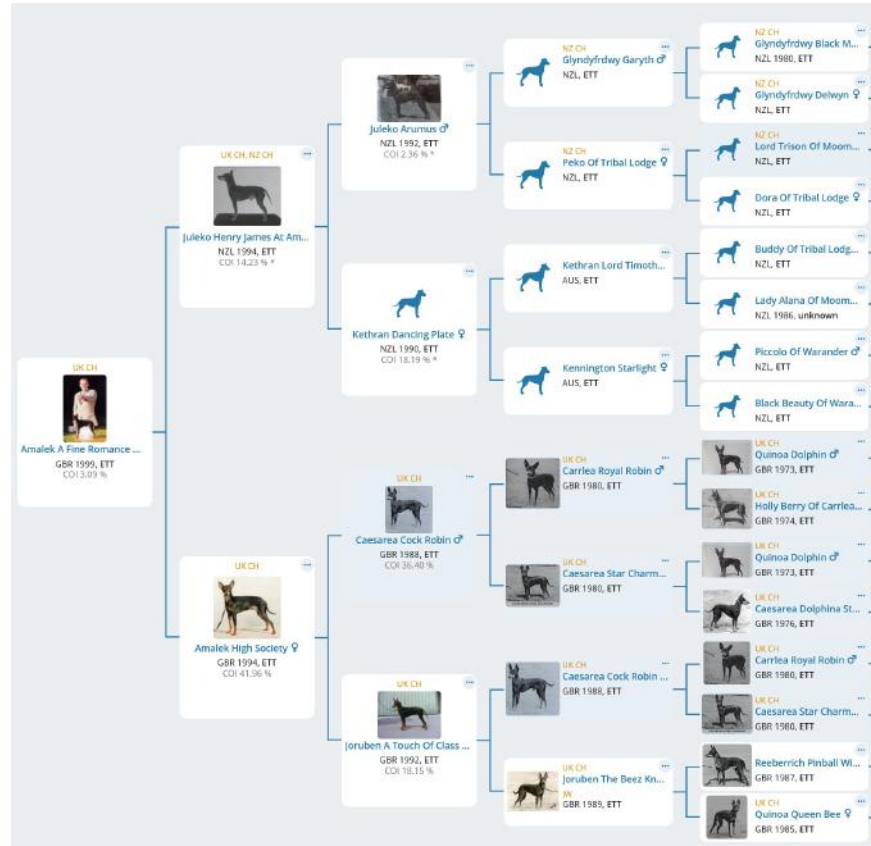 UK CH
Amalek A Fine Romance ...
GBR 1999, ETT
COI 3.09 %
UK CH, NZ CH
Juleko Henry James At Am...
NZL 1994, ETT
COI 14.23 % *
UK CH
Amalek High Society ♀
GBR 1994, ETT
COI 41.96 %
Juleko Arumus ♂
NZL 1992, ETT
COI 2.36 % *
Kethran Dancing Plate ♀
NZL 1990, ETT
COI 18.19 % *
UK CH
Caesarea Cock Robin ♂
GBR 1988, ETT
COI 36.40 %
UK CH
Joruben A Touch Of Class ...
GBR 1992, ETT
COI 18.15 %
NZ CH
Glyndyfrdwy Garyth ♂
NZL, ETT
NZ CH
Peko Of Tribal Lodge ♀
NZL, ETT
Kethran Lord Timoth...
AUS, ETT
Kennington Starlight ♀
AUS, ETT
UK CH
Carrlea Royal Robin ♂
GBR 1980, ETT
UK CH
Caesarea Star Charm...
GBR 1980, ETT
UK CH
Caesarea Cock Robin ...
GBR 1988, ETT
UK CH
Joruben The Beez Kn...
JW
GBR 1989, ETT
NZ CH
Glyndyfrdwy Black M...
NZL 1980, ETT
NZ CH
Glyndyfrdwy Delwyn ♀
NZL, ETT
NZ CH
Lord Trison Of Moom...
NZL, ETT
Dora Of Tribal Lodge ♀
NZL, ETT
Buddy Of Tribal Lodg...
NZL, ETT
Lady Alana Of Moom...
NZL 1986, unknown
Piccolo Of Warander ♂
NZL, ETT
Black Beauty Of Wara...
NZL, ETT
UK CH
Quinoa Dolphin ♂
GBR 1973, ETT
UK CH
Holly Berry Of Carrlea...
GBR 1974, ETT
UK CH
Quinoa Dolphin ♂
GBR 1973, ETT
Caesarea Dolphina St...
GBR 1976, ETT
UK CH
Carrlea Royal Robin ♂
GBR 1980, ETT
UK CH
Caesarea Star Charm...
GBR 1980, ETT
Reeberrich Pinball Wi...
GBR 1987, ETT
UK CH
Quinoa Queen Bee ♀
GBR 1985, ETT